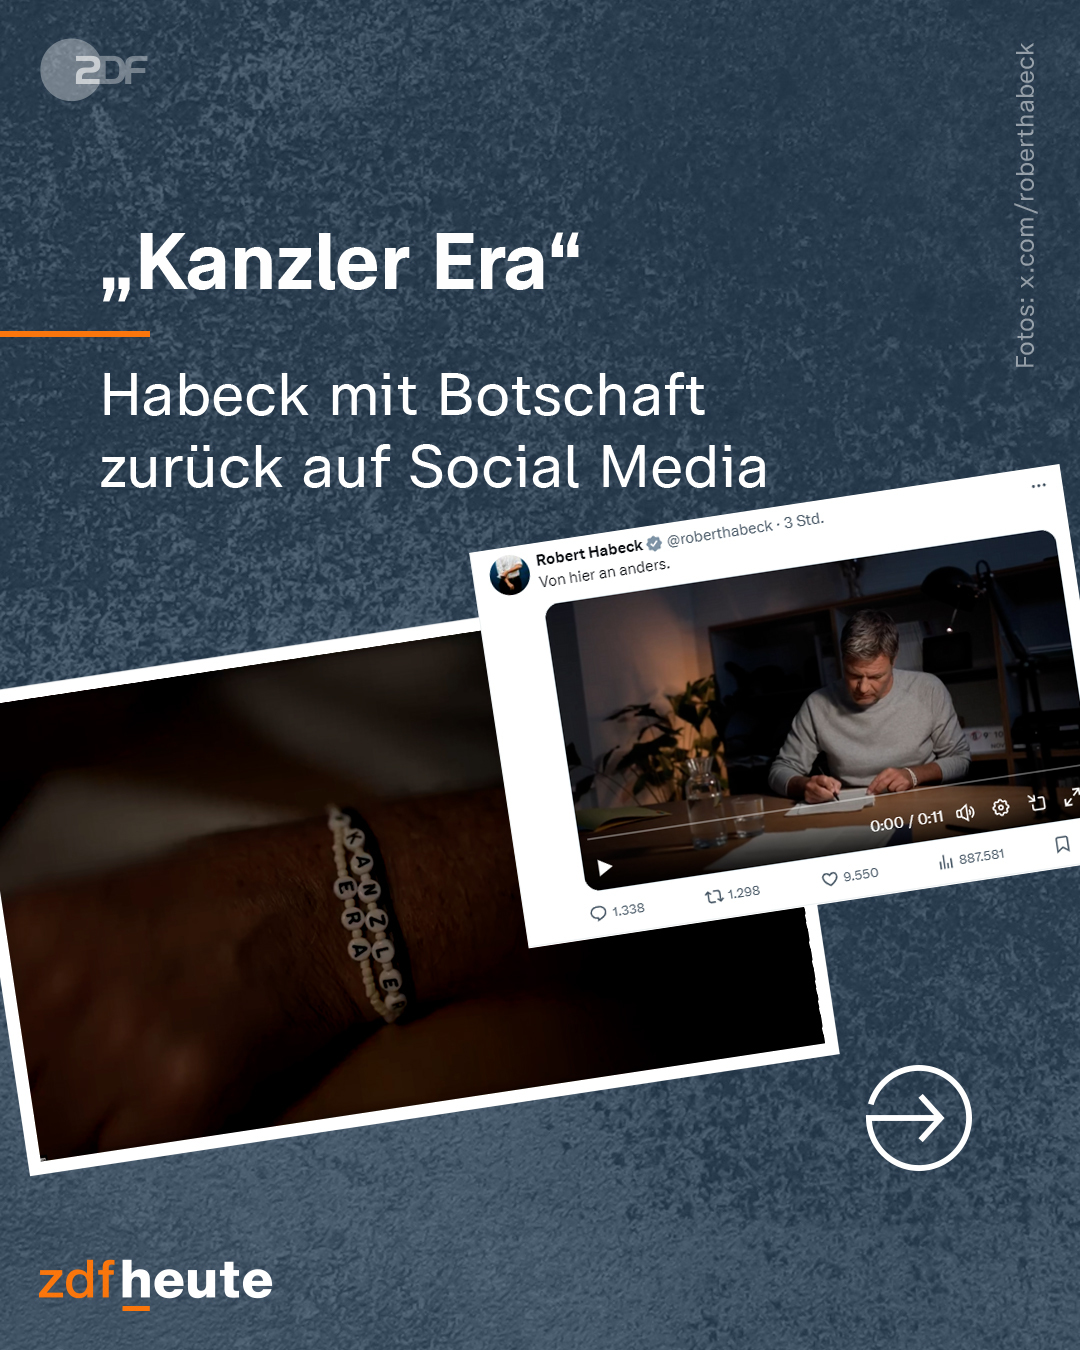 ZDF
Fotos: x.com/roberthabeck
„Kanzler Era“
Habeck mit Botschaft
zurück auf Social Media
Robert Habeck @roberthabeck · 3 Std.
Von hier an anders.
0:00 / 0:11
1.338 1.298 9.550 887.581
KANZLER
ERA
zdfheute